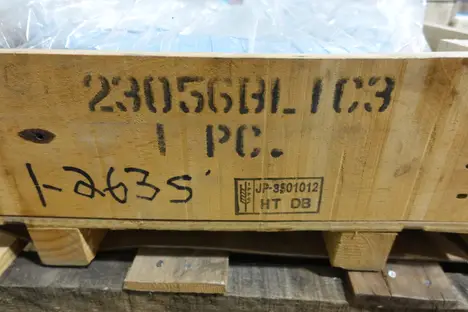 23056BL1C3
1 PC.
1-2635
JP-3501012
HT DB